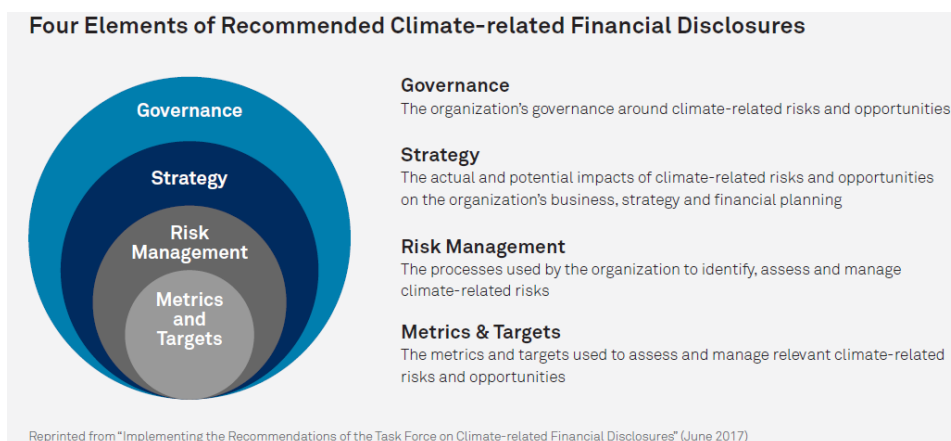 Four Elements of Recommended Climate-related Financial Disclosures
Governance
Strategy
Risk
Management
Metrics
and
Targets
Governance
The organization’s governance around climate-related risks and opportunities
Strategy
The actual and potential impacts of climate-related risks and opportunities
on the organization’s business, strategy and financial planning
Risk Management
The processes used by the organization to identify, assess and manage
climate-related risks
Metrics & Targets
The metrics and targets used to assess and manage relevant climate-related
risks and opportunities
Reprinted from “Implementing the Recommendations of the Task Force on Climate-related Financial Disclosures” (June 2017)